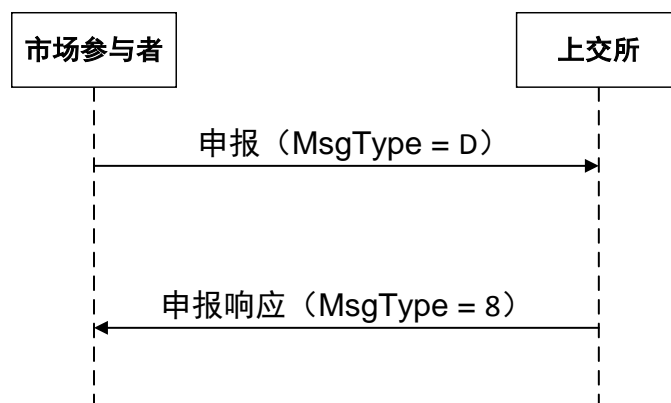 市场参与者
上交所
申报（MsgType = D）
申报响应（MsgType = 8）